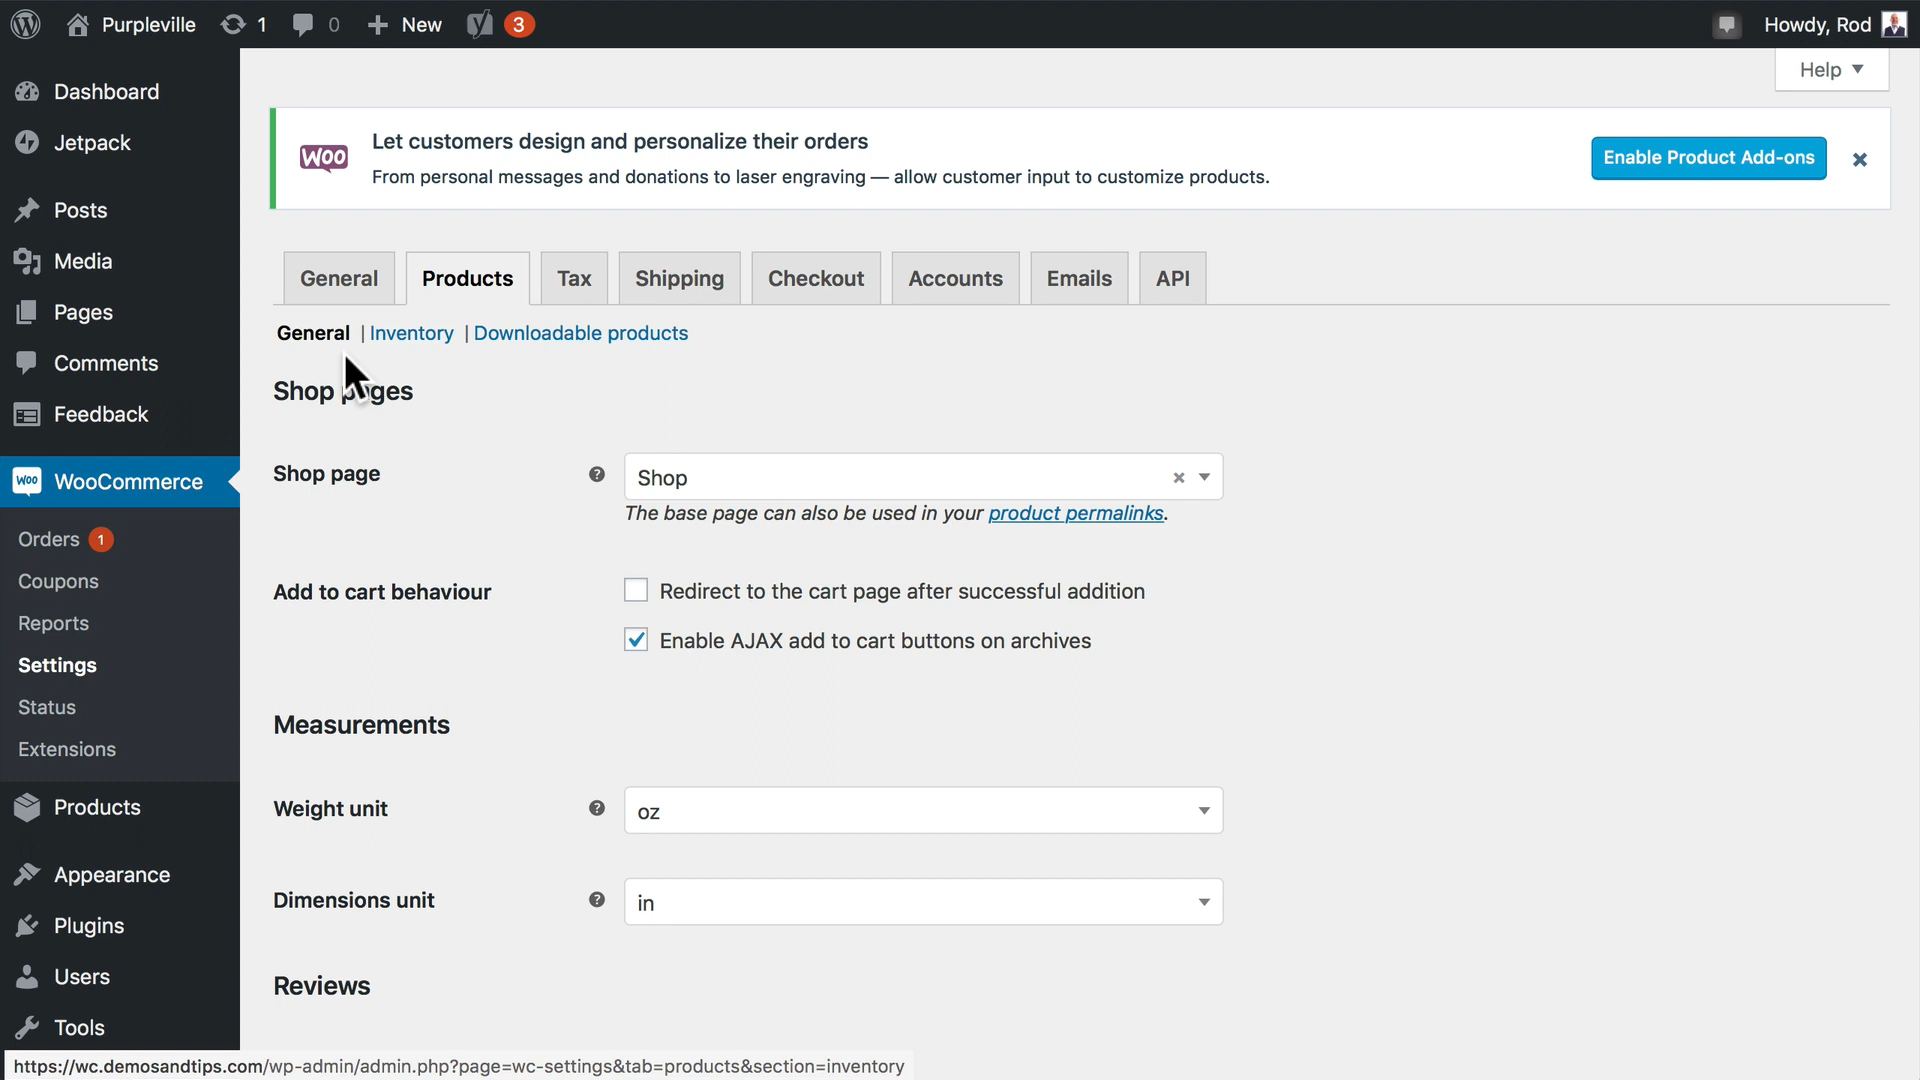 Purpleville 1 0 New 3 Howdy, Rod
Help
Dashboard
Jetpack
Posts
Media
Pages
Comments
Feedback
WooCommerce
Orders 1
Coupons
Reports
Settings
Status
Extensions
Products
Appearance
Plugins
Users
Tools
WOO
Let customers design and personalize their orders
From personal messages and donations to laser engraving — allow customer input to customize products.
Enable Product Add-ons
General Products Tax Shipping Checkout Accounts Emails API
General | Inventory | Downloadable products
Shop pages
Shop page Shop
The base page can also be used in your product permalinks.
Add to cart behaviour Redirect to the cart page after successful addition
Enable AJAX add to cart buttons on archives
Measurements
Weight unit oz
Dimensions unit in
Reviews
https://wc.demosandtips.com/wp-admin/admin.php?page=wc-settings&tab=products&section=inventory